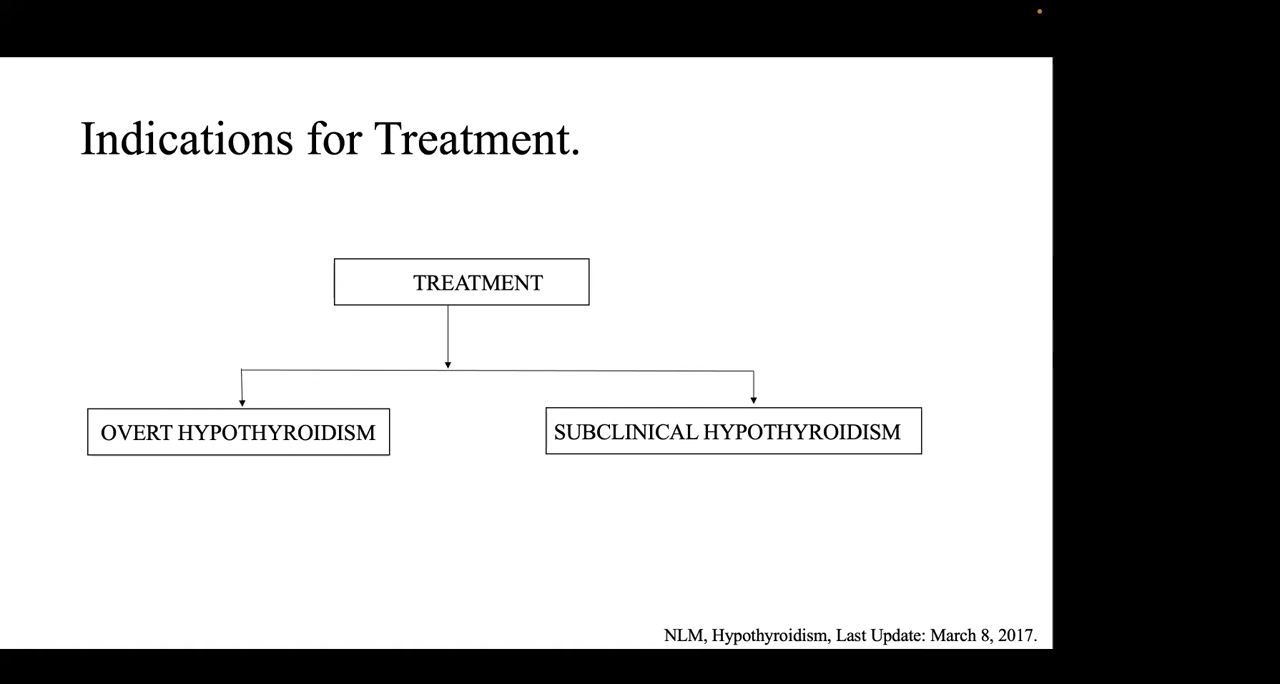 Indications for Treatment.
TREATMENT
OVERT HYPOTHYROIDISM
SUBCLINICAL HYPOTHYROIDISM
NLM, Hypothyroidism, Last Update: March 8, 2017.